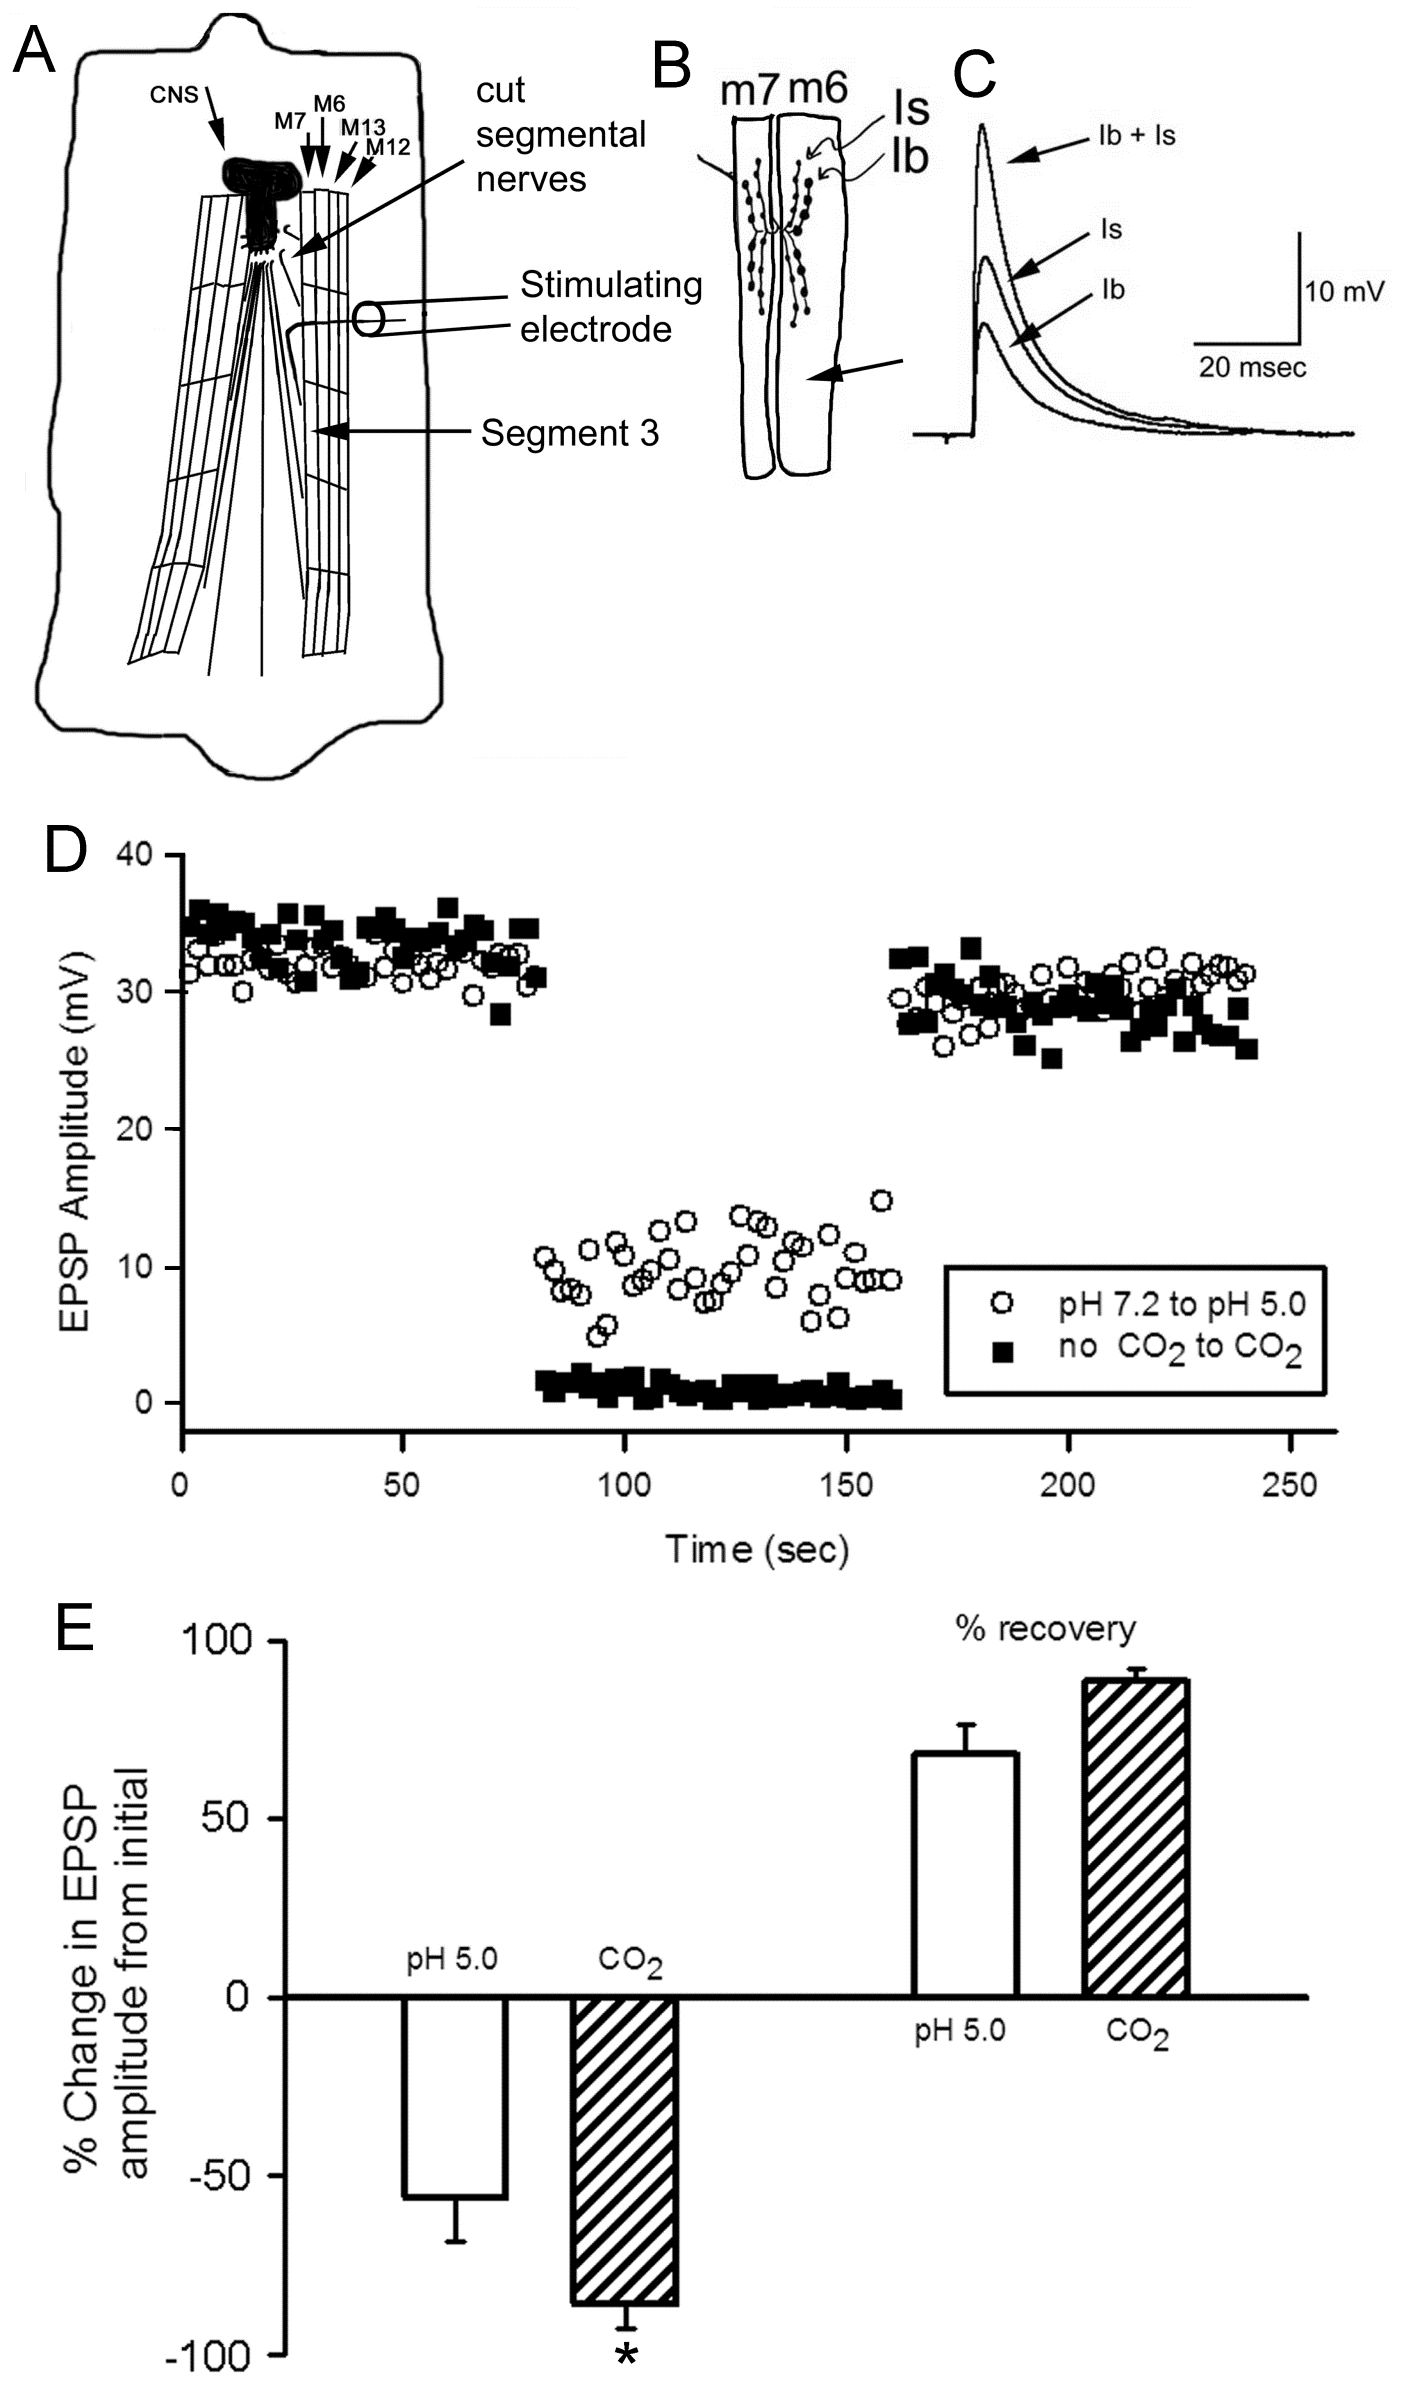 A
CNS
M7
M6
M13
M12
cut
segmental
nerves
Stimulating
electrode
Segment 3
B
m7 m6
Is
Ib
C
Ib + Is
Is
Ib
10 mV
20 msec
D
EPSP Amplitude (mV)
40
30
20
10
0
0 50 100 150 200 250
Time (sec)
pH 7.2 to pH 5.0
no CO2 to CO2
E
% Change in EPSP
amplitude from initial
100
50
0
-50
-100
% recovery
pH 5.0
CO2
pH 5.0
CO2
*